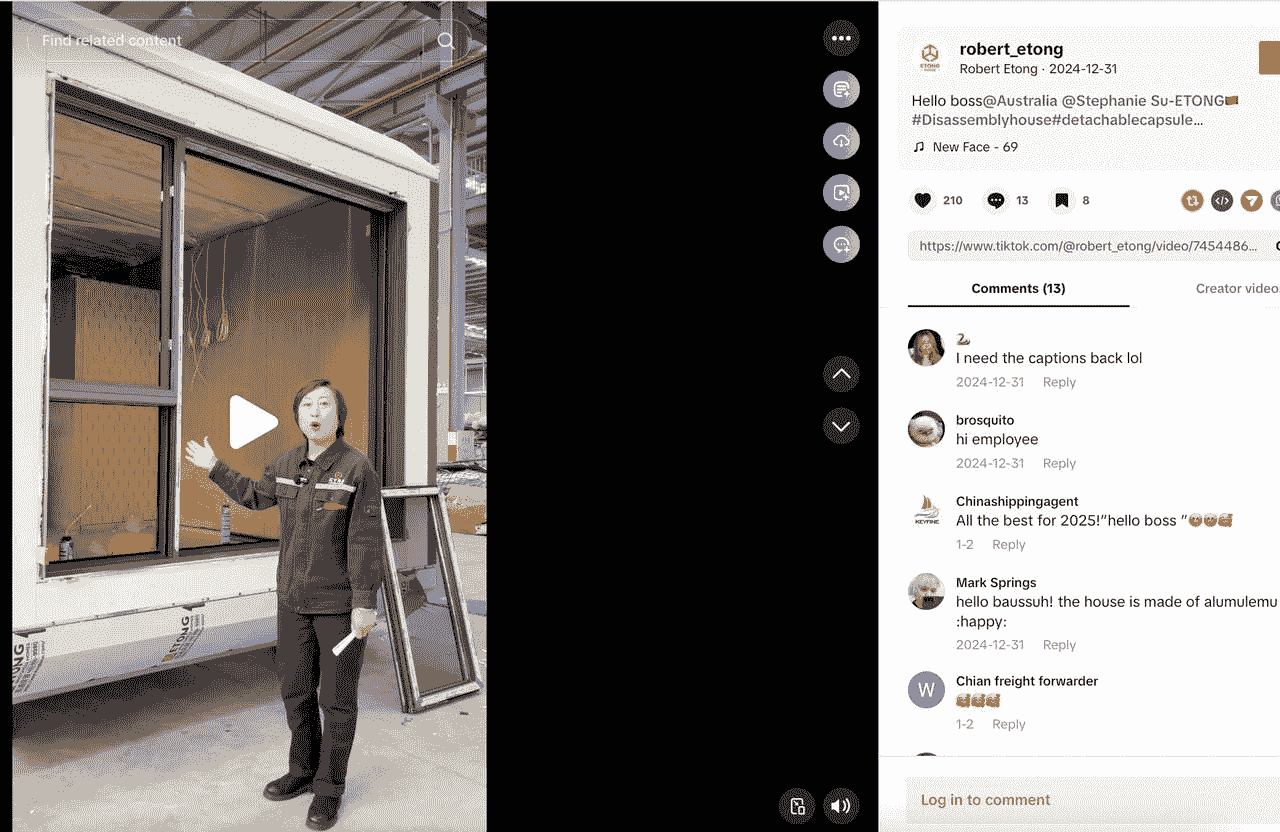 Find related content
ETONG
ETONG
robert_etong
Robert Etong · 2024-12-31
Hello boss@Australia @Stephanie Su-ETONG
#Disassemblyhouse#detachablecapsule...
New Face - 69
210
13
8
https://www.tiktok.com/@robert_etong/video/7454486...
Comments (13)
Creator video
I need the captions back lol
2024-12-31 Reply
brosquito
hi employee
2024-12-31 Reply
KEYFINE
Chinashippingagent
All the best for 2025!"hello boss "
1-2 Reply
Mark Springs
hello baussuh! the house is made of alumulemu
:happy:
2024-12-31 Reply
W
Chian freight forwarder
1-2 Reply
Log in to comment